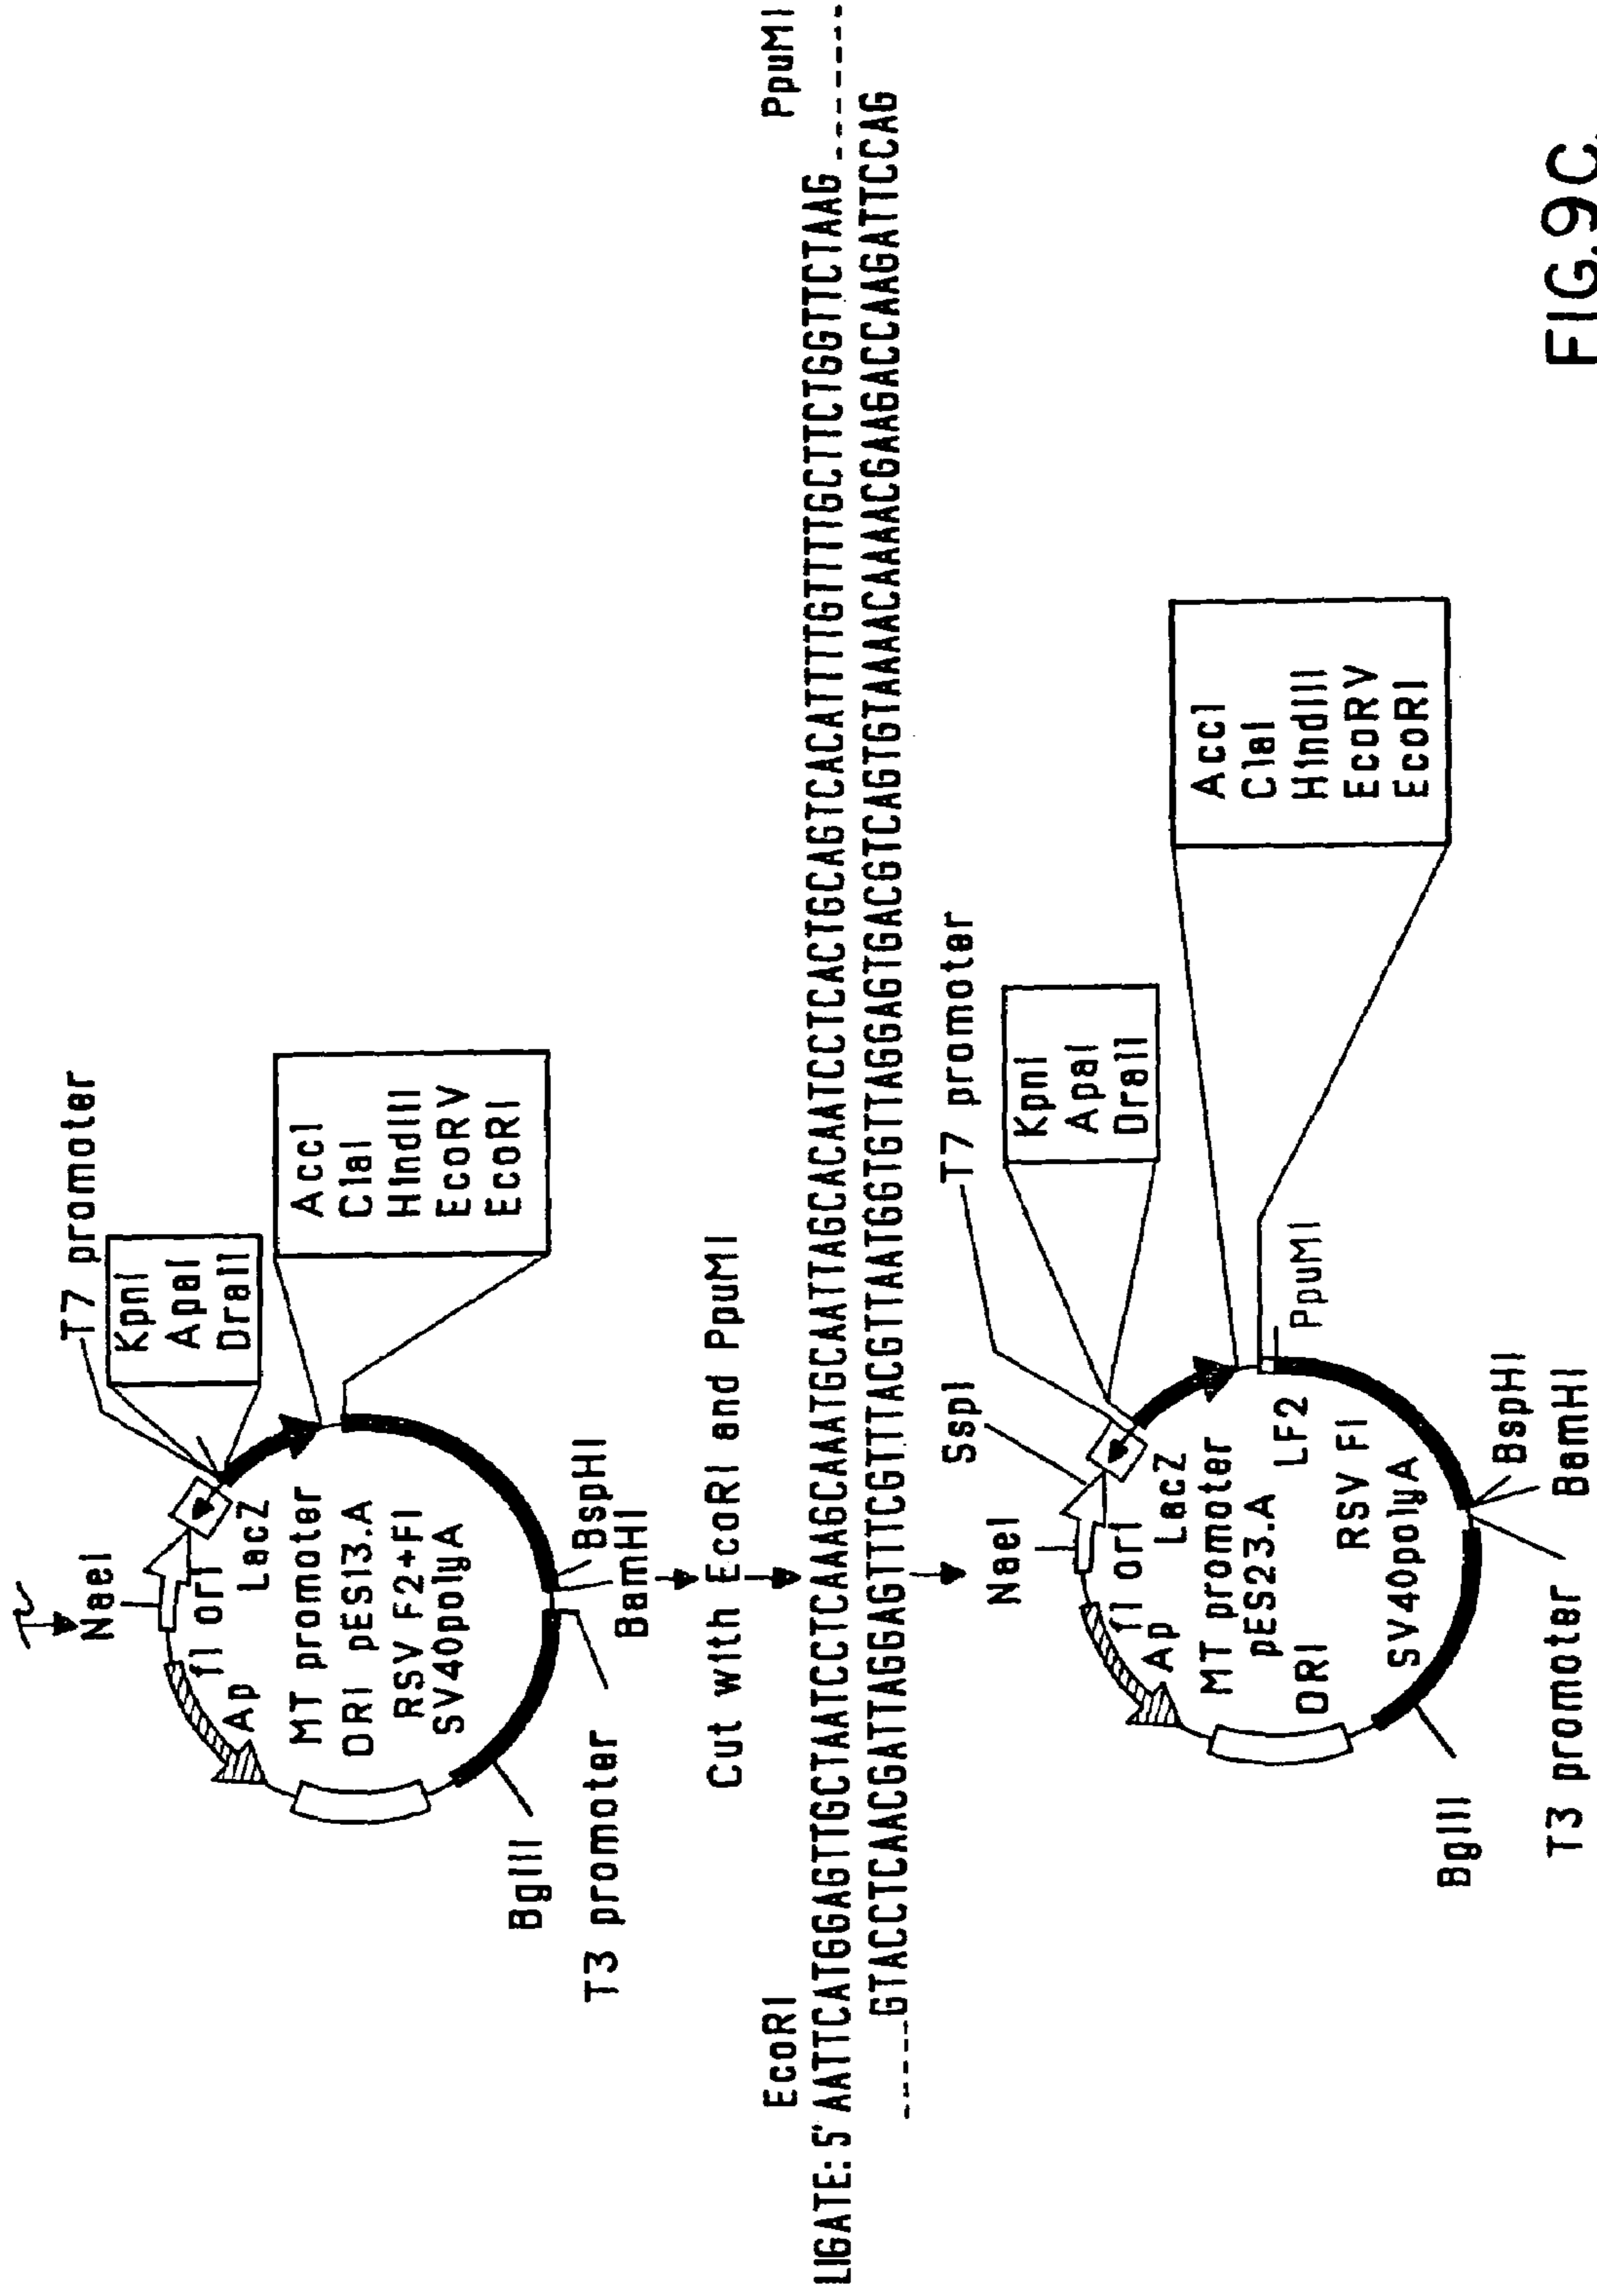 NaeI
T7 promoter
KpnI
ApaI
DraII
f1 ori
Ap
LacZ
MT promoter
ORI pES13.A
RSV F2+F1
SV40polyA
AccI
ClaI
HindIII
EcoRV
EcoRI
BglII
BspHI
BamHI
T3 promoter
Cut with EcoRI and PpuMI
EcoRI PpuMI
LIGATE: 5' AATTCATGGAGTTGCTAATCCTCAAAGCAAATGCAATTAGCACAATCCTCACTGCAGTCACATTTTGTTTTGCTTCTGGTTCTAAG------
-----GTACCTCAACGATTAGGAGTTTCGTTTACGTTAATGGTGTTAGGAGTGACGTCAGTGTAAAACAAAACGAAGACCAAGATTCCAG
NaeI
SspI
T7 promoter
KpnI
ApaI
DraII
f1 ori
Ap
LacZ
MT promoter
pES23.A
ORI
LF2
RSV F1
SV40polyA
AccI
ClaI
HindIII
EcoRV
EcoRI
PpuMI
BglII
BspHI
T3 promoter BamHI
FIG.9C.